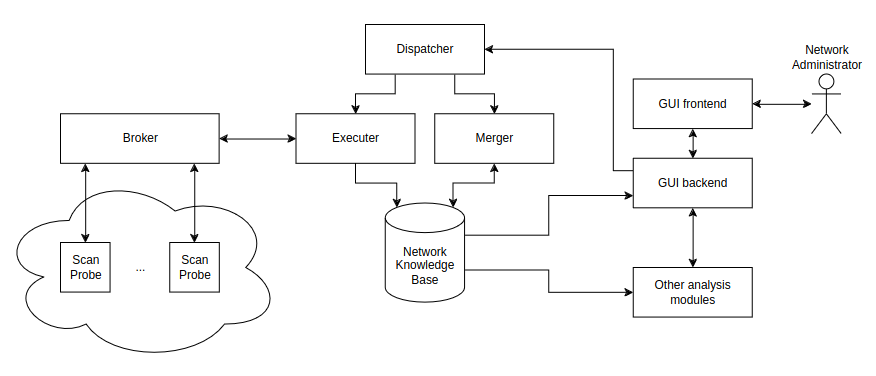 Dispatcher
Network
Administrator
GUI frontend
Broker
Executer
Merger
GUI backend
Scan
Probe
...
Scan
Probe
Network
Knowledge
Base
Other analysis
modules